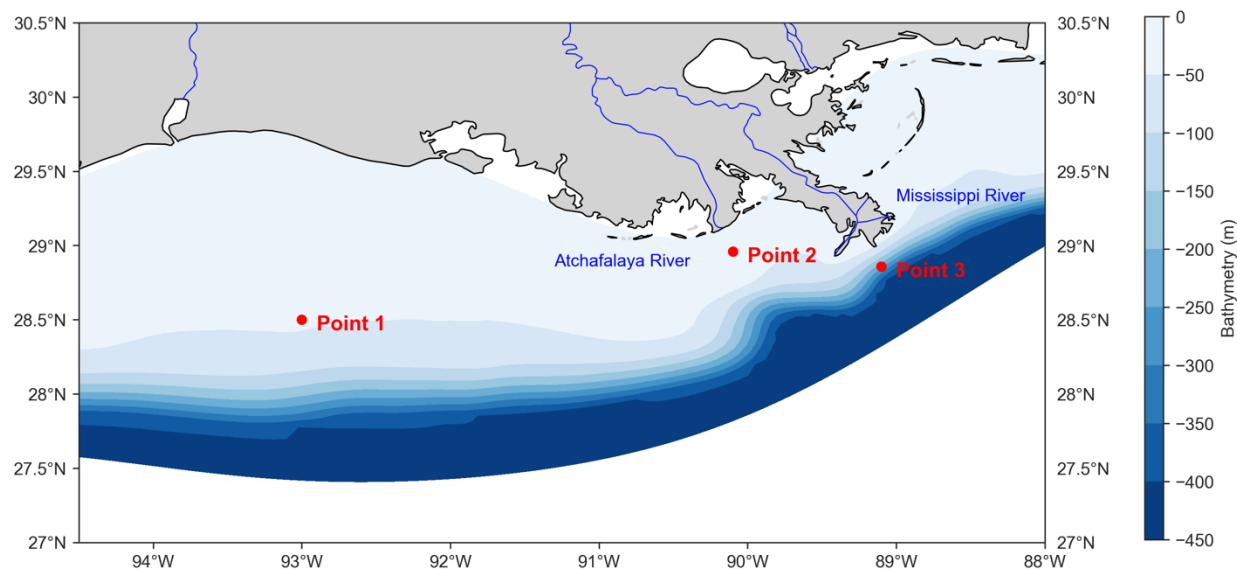 30.5°N
30°N
29.5°N
29°N
28.5°N
28°N
27.5°N
27°N
94°W
93°W
92°W
91°W
90°W
89°W
88°W
30.5°N
30°N
29.5°N
29°N
28.5°N
28°N
27.5°N
27°N
Mississippi River
Atchafalaya River
Point 1
Point 2
Point 3
0
−50
−100
−150
−200
−250
−300
−350
−400
−450
Bathymetry (m)